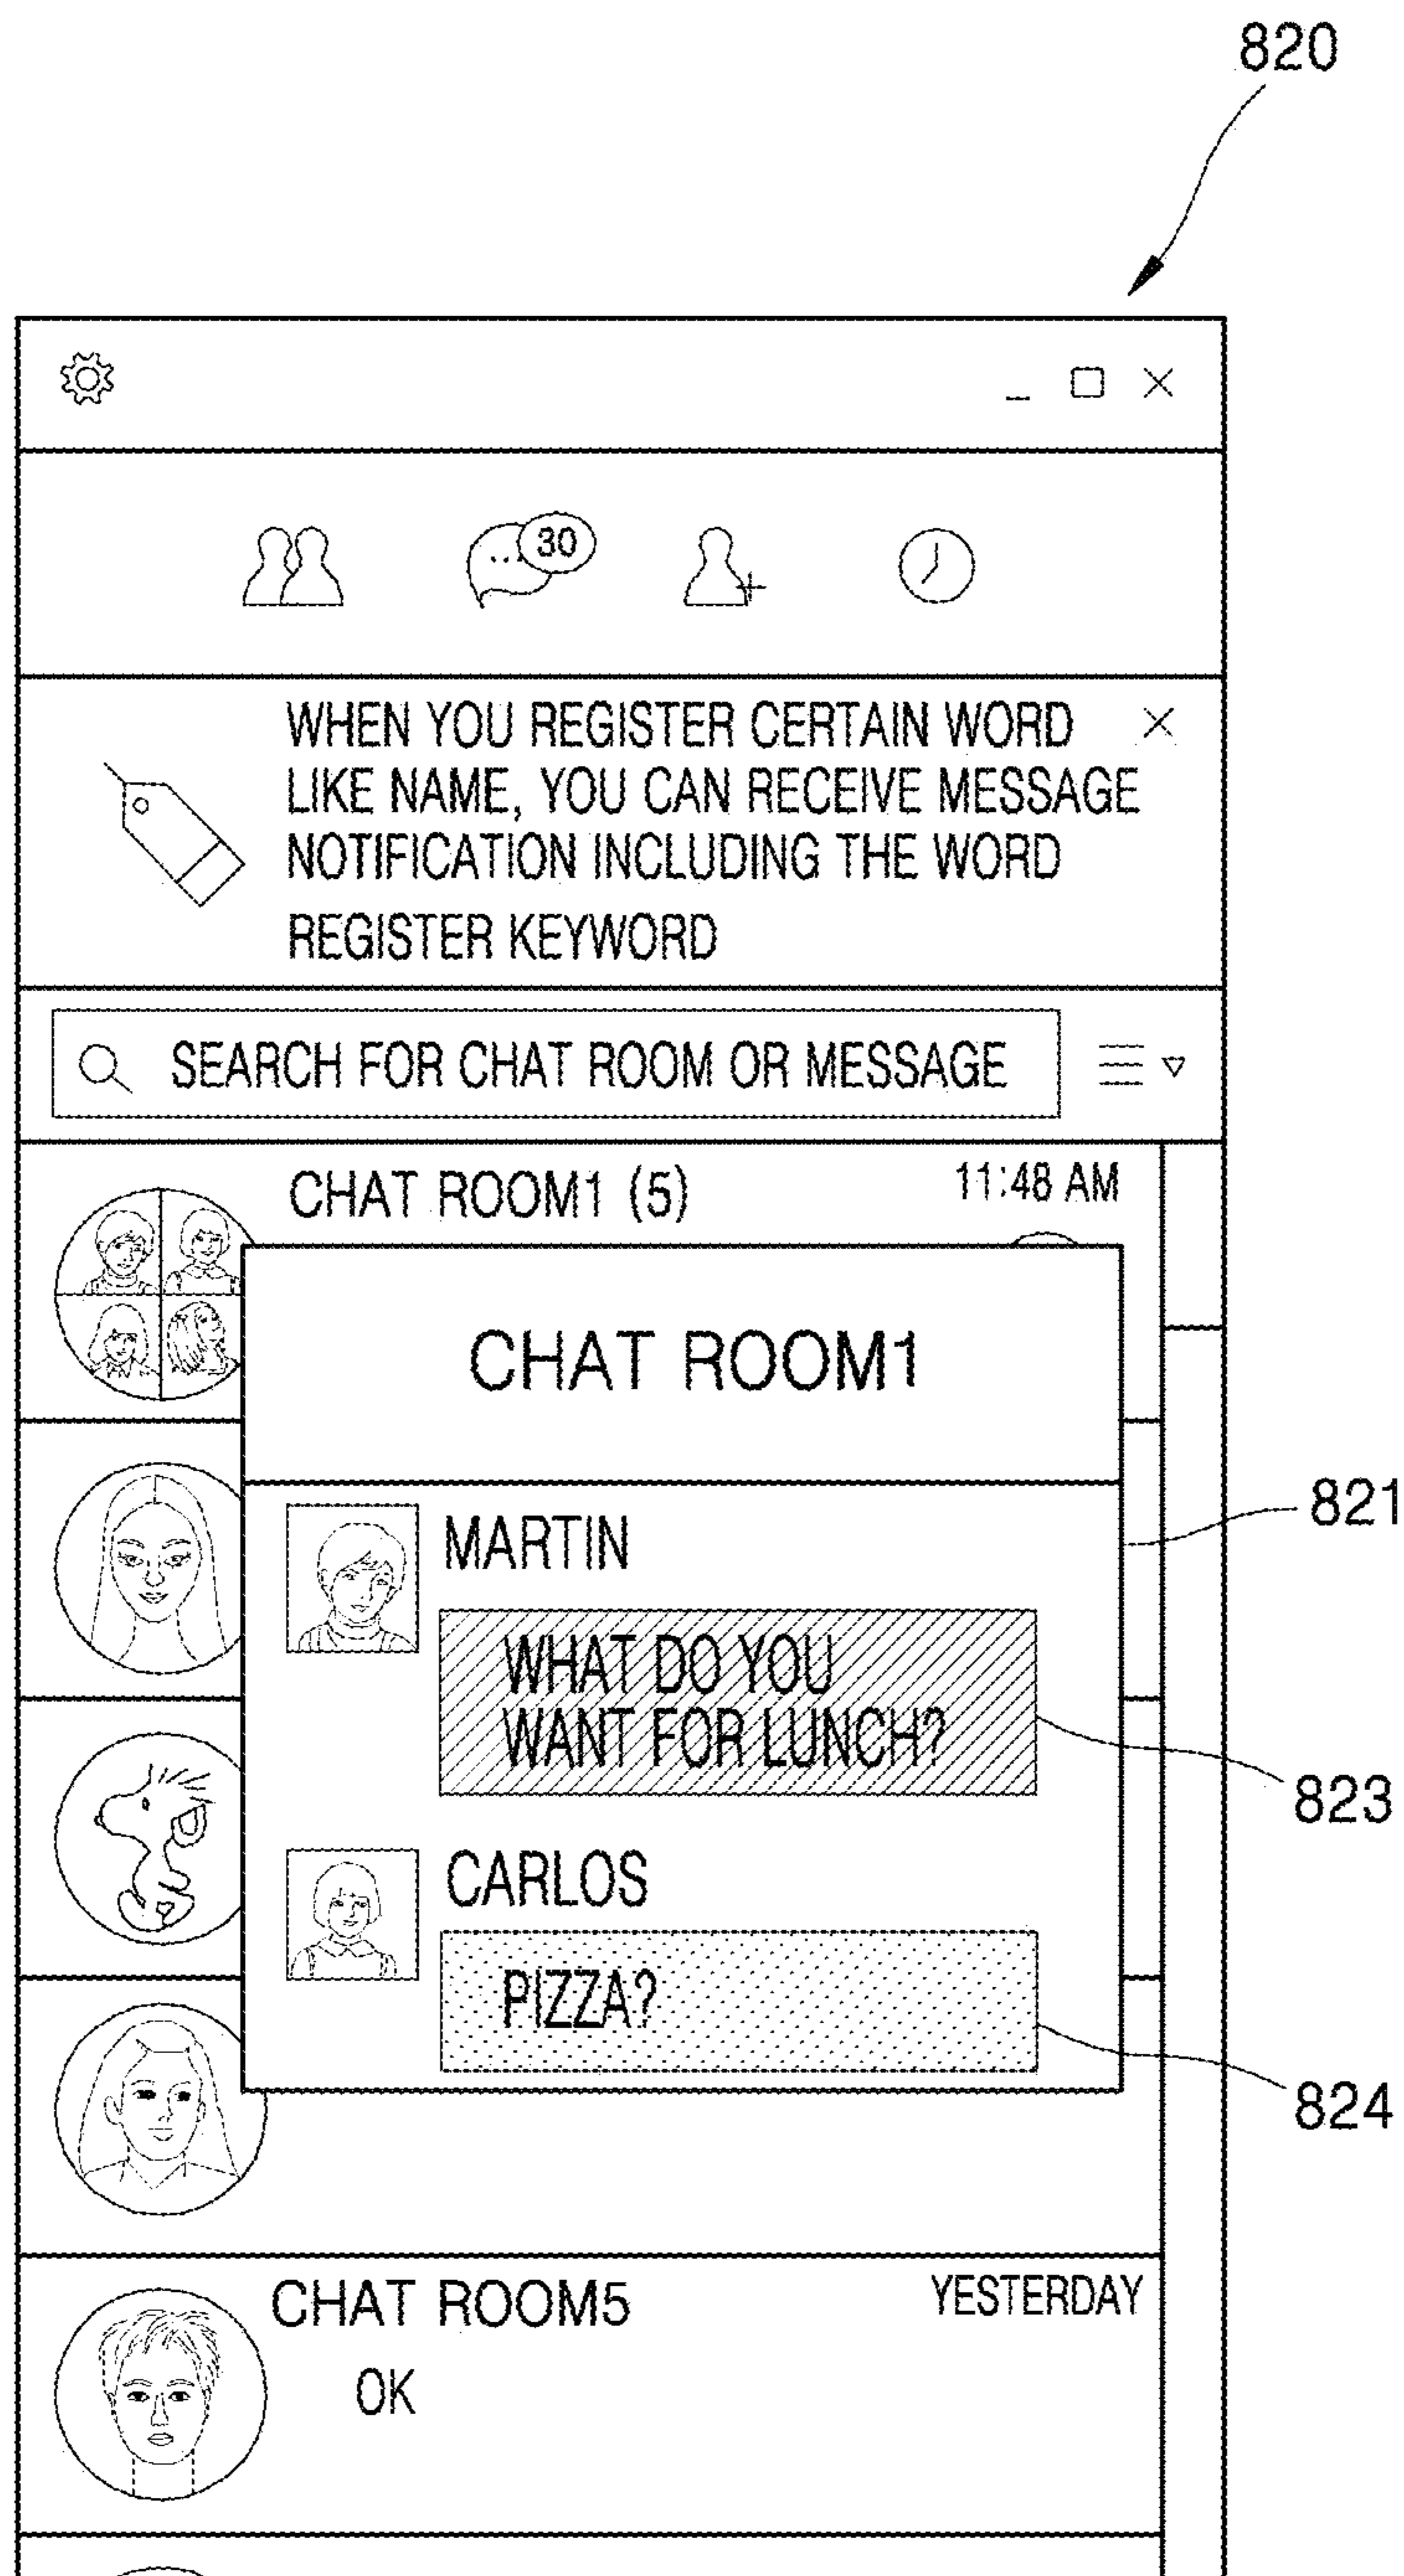 820
30
WHEN YOU REGISTER CERTAIN WORD
LIKE NAME, YOU CAN RECEIVE MESSAGE
NOTIFICATION INCLUDING THE WORD
REGISTER KEYWORD
SEARCH FOR CHAT ROOM OR MESSAGE
CHAT ROOM1 (5)
11:48 AM
CHAT ROOM1
821
MARTIN
WHAT DO YOU
WANT FOR LUNCH?
823
CARLOS
PIZZA?
824
CHAT ROOM5
YESTERDAY
OK